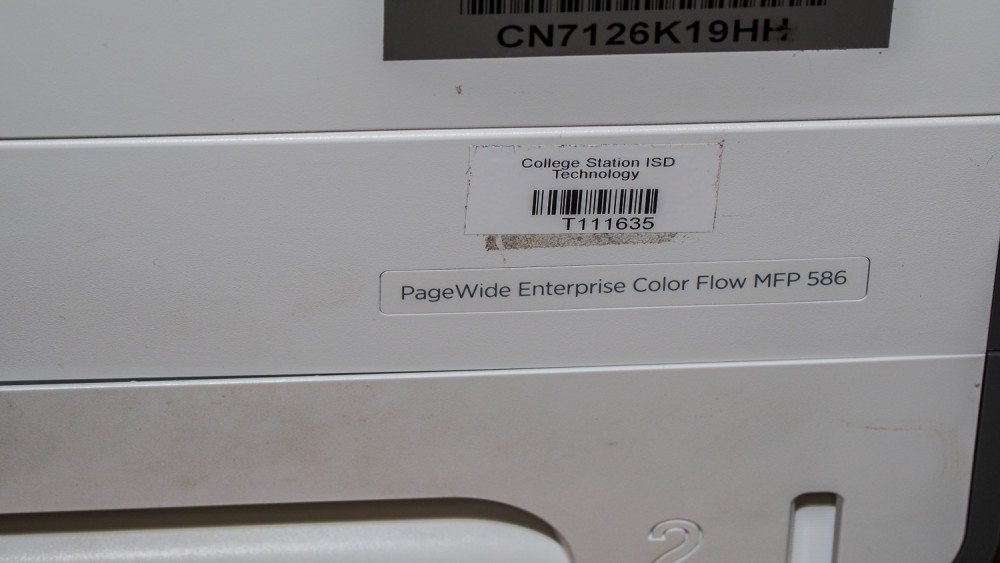 CN7126K19HH
College Station ISD
Technology
T111635
PageWide Enterprise Color Flow MFP 586
2